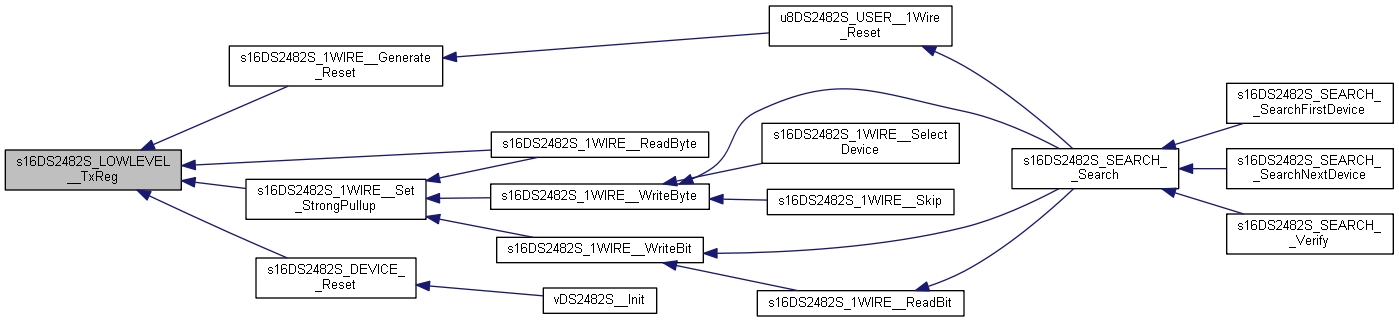 s16DS2482S_LOWLEVEL
__TxReg
s16DS2482S_1WIRE__Generate
_Reset
s16DS2482S_1WIRE__Set
_StrongPullup
s16DS2482S_DEVICE_
_Reset
s16DS2482S_1WIRE__ReadByte
s16DS2482S_1WIRE__WriteByte
s16DS2482S_1WIRE__WriteBit
vDS2482S__Init
u8DS2482S_USER__1Wire
_Reset
s16DS2482S_1WIRE__Select
Device
s16DS2482S_1WIRE__Skip
s16DS2482S_1WIRE__ReadBit
s16DS2482S_SEARCH_
_Search
s16DS2482S_SEARCH_
_SearchFirstDevice
s16DS2482S_SEARCH_
_SearchNextDevice
s16DS2482S_SEARCH_
_Verify